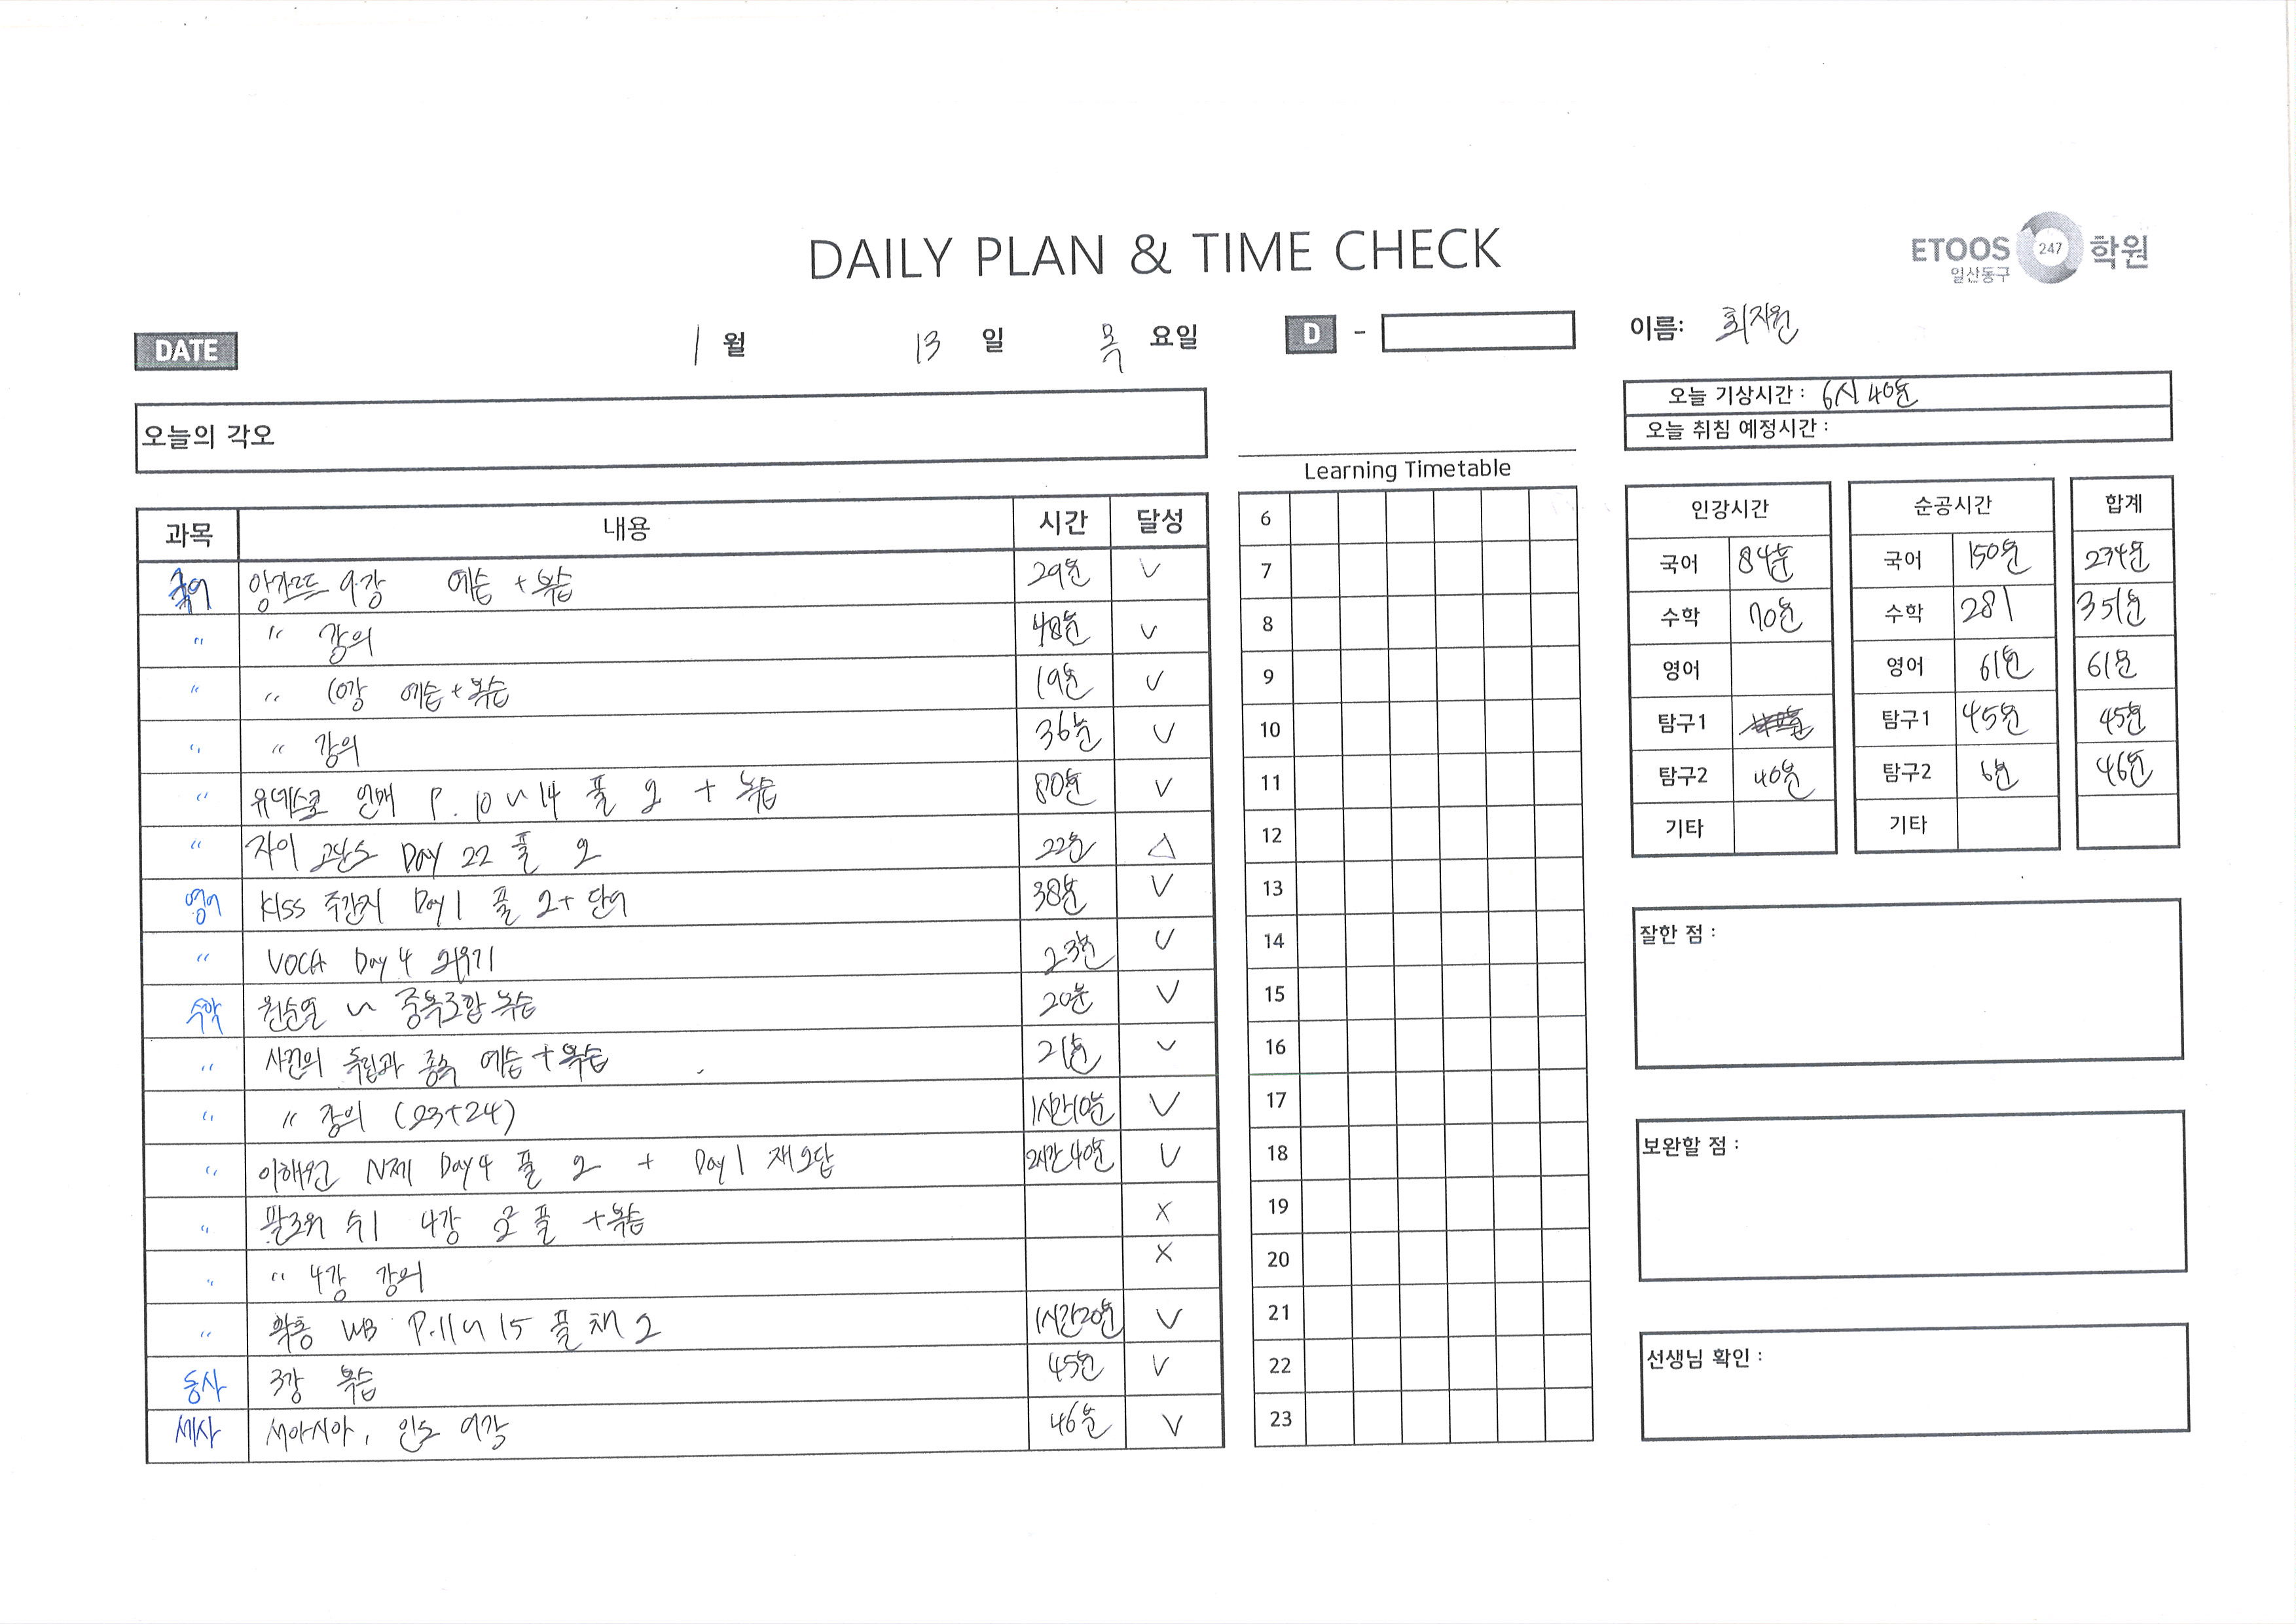 DAILY PLAN & TIME CHECK
ETOOS 247 학원
일산동구
DATE 1 월 13 일 목 요일 D -
이름: 최지원
오늘의 각오
오늘 기상시간 : 6시 40분
오늘 취침 예정시간 :
과목 내용 시간 달성
국어 앙가르드 9강 예습 + 복습 29분 V
" " 강의 48분 V
" " 10강 예습+복습 19분 V
" " 강의 36분 V
" 유네스코 언매 P. 10 ~ 14 풀 오 + 복습 80분 V
" 자이 고난도 Day 22 풀 오 22분 △
영어 KISS 주간지 Day 1 풀 오+ 단어 38분 V
" VOCA Day 4 외우기 23분 V
수학 원순열 ~ 중복조합 복습 20분 V
" 사건의 독립과 종속 예습 + 복습 21분 V
" " 강의 (23+24) 1시간10분 V
" 이해원 N제 Day 4 풀 오 + Day 1 재오답 2시간 40분 V
" 수1 4강 풀 +복습 X
" " 4강 강의 X
" 확통 WB P.11~15 풀 채 오 1시간20분 V
동사 3강 복습 45분 V
세사 서아시아, 인도 여강 46분 V
Learning Timetable
6
7
8
9
10
11
12
13
14
15
16
17
18
19
20
21
22
23
인강시간 순공시간 합계
국어 84분 국어 150분 234분
수학 70분 수학 281 351분
영어 영어 61분 61분
탐구1 탐구1 45분 45분
탐구2 40분 탐구2 6분 46분
기타 기타
잘한 점 :
보완할 점 :
선생님 확인 :